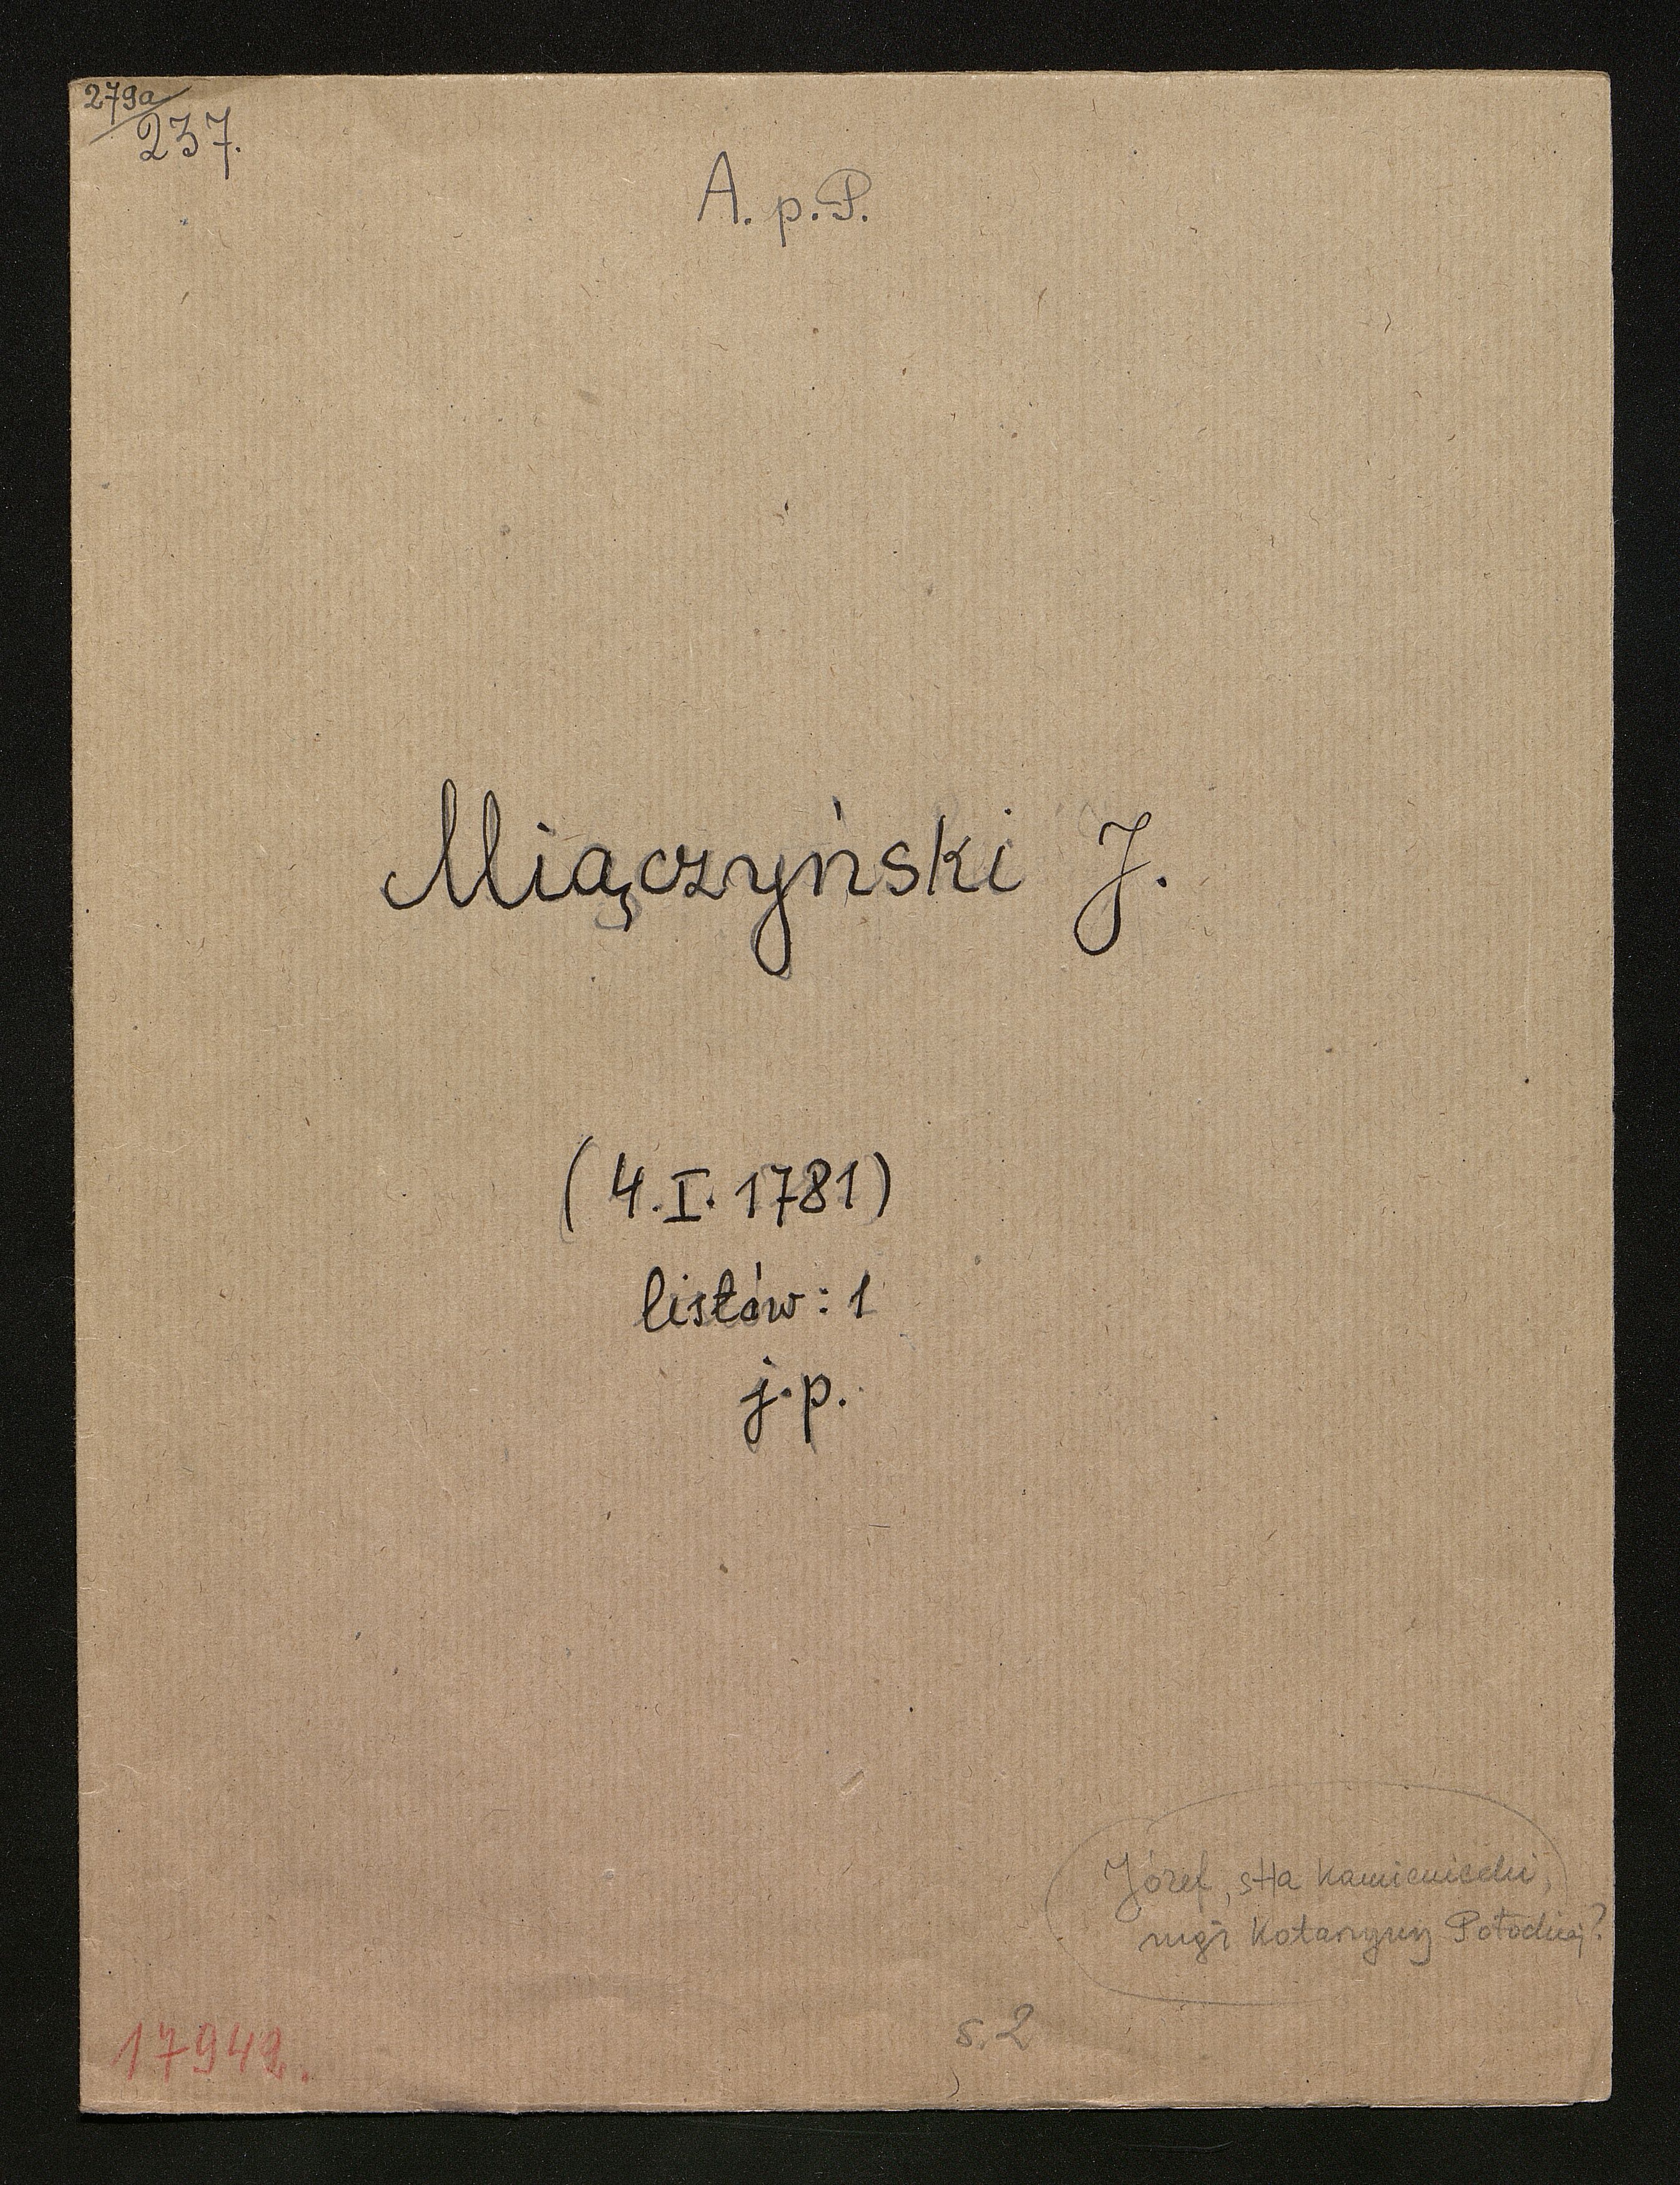 279a
237.
A. p. P.
Miączyński J.
(4. I. 1781)
listów: 1
j. p.
Józef, stta kamieniecki,
mąż Katarzyny Potockiej?
s. 2
17942.